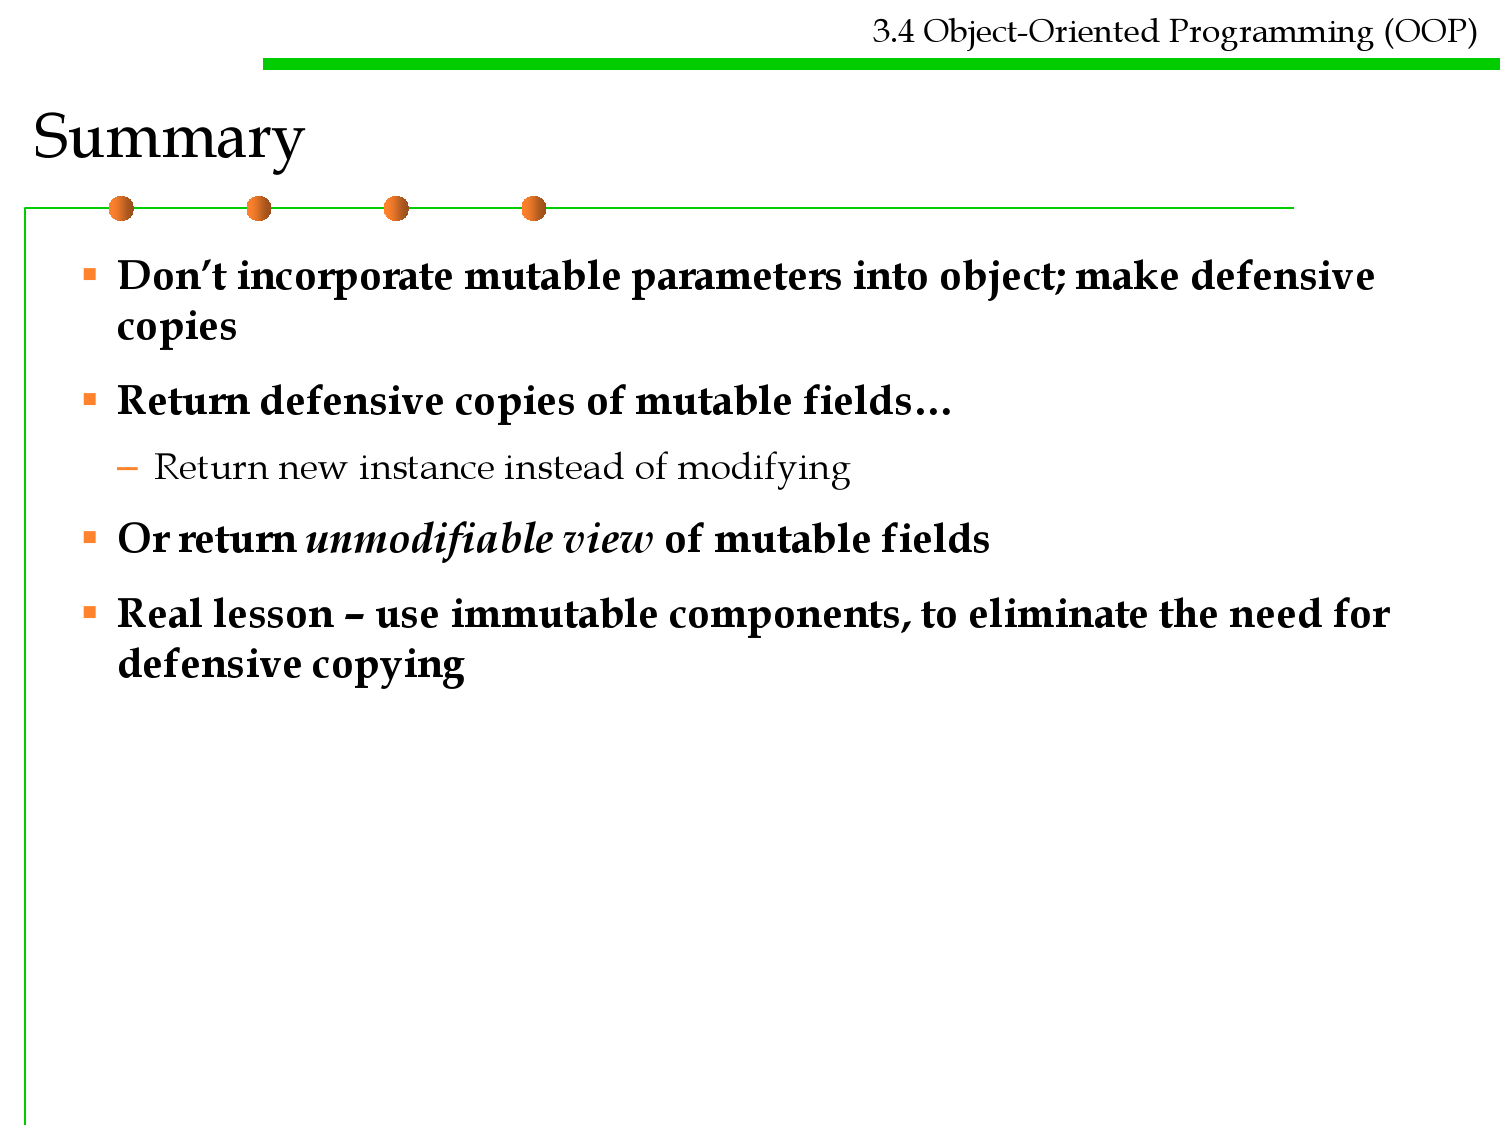 3.4 Object-Oriented Programming (OOP)
Summary
Don’t incorporate mutable parameters into object; make defensive
copies
Return defensive copies of mutable fields…
– Return new instance instead of modifying
Or return unmodifiable view of mutable fields
Real lesson – use immutable components, to eliminate the need for
defensive copying